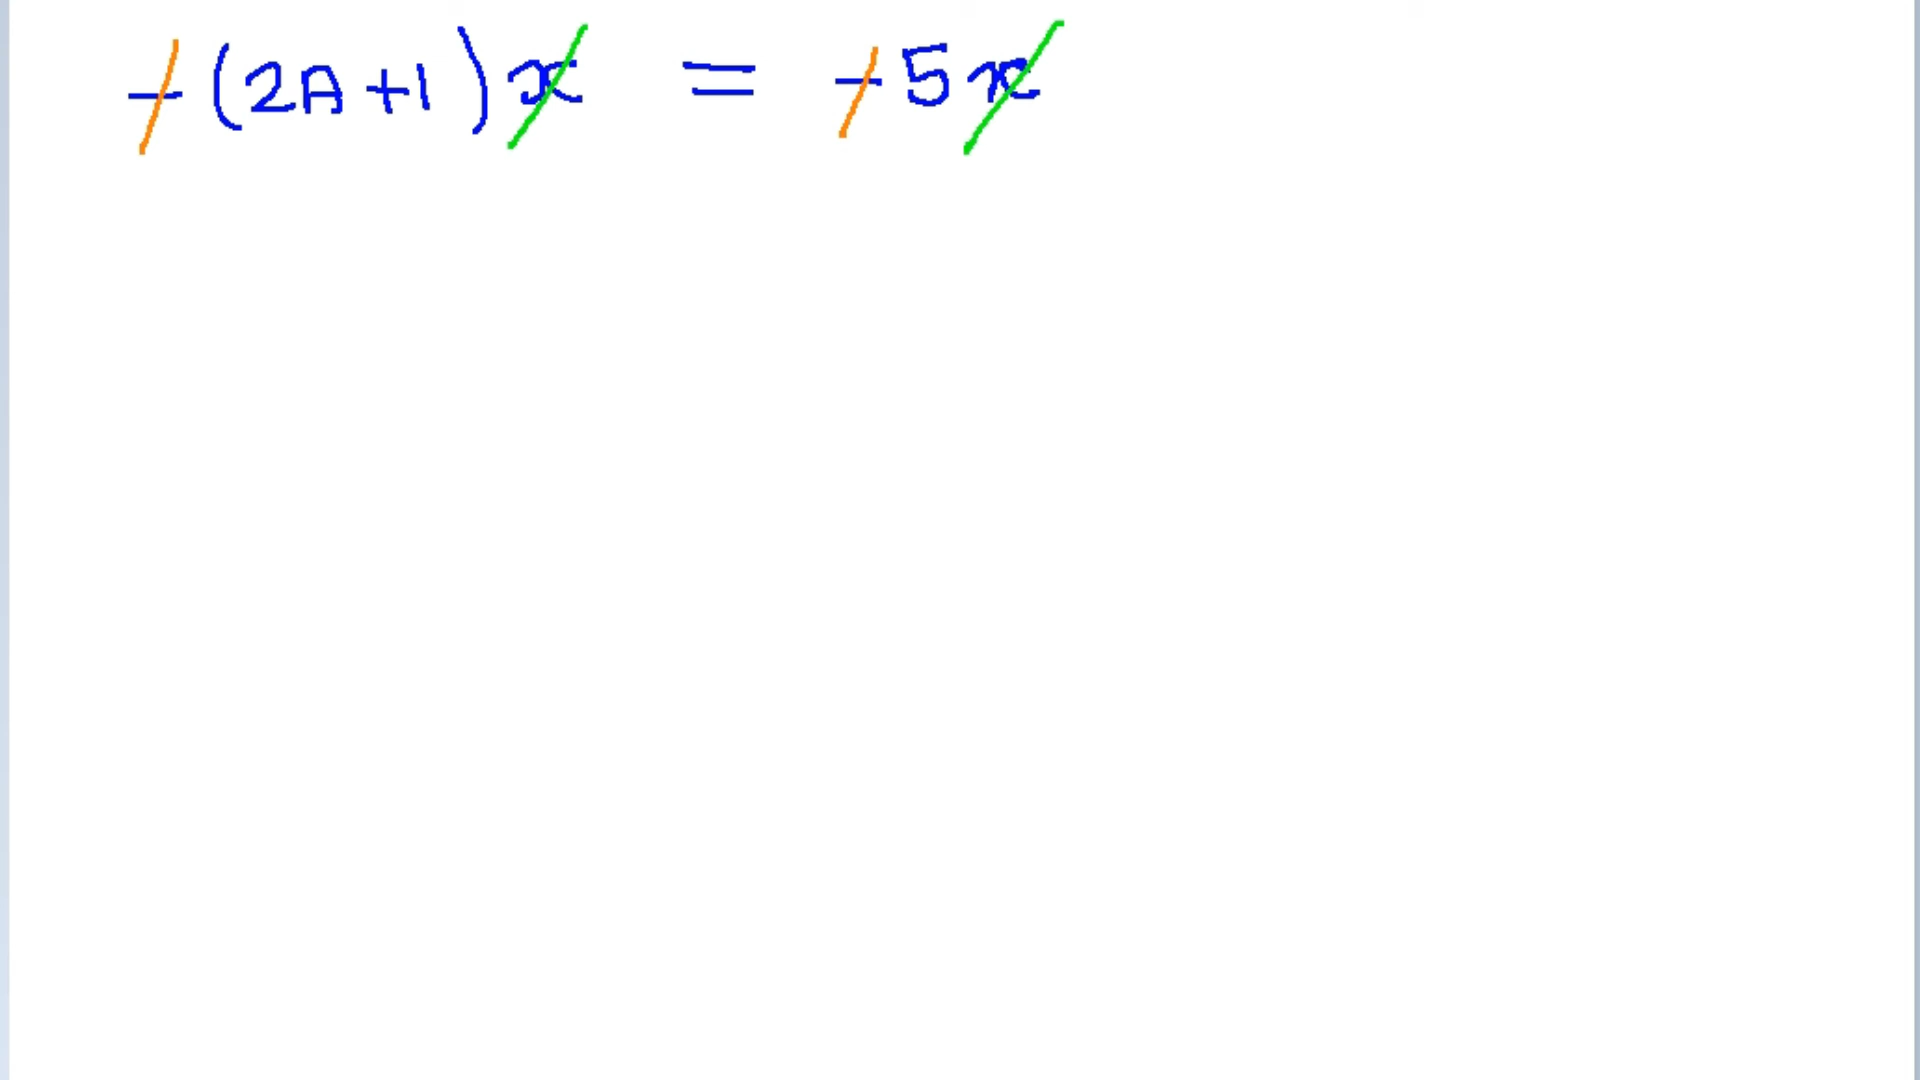 -(2A+1)x = -5x